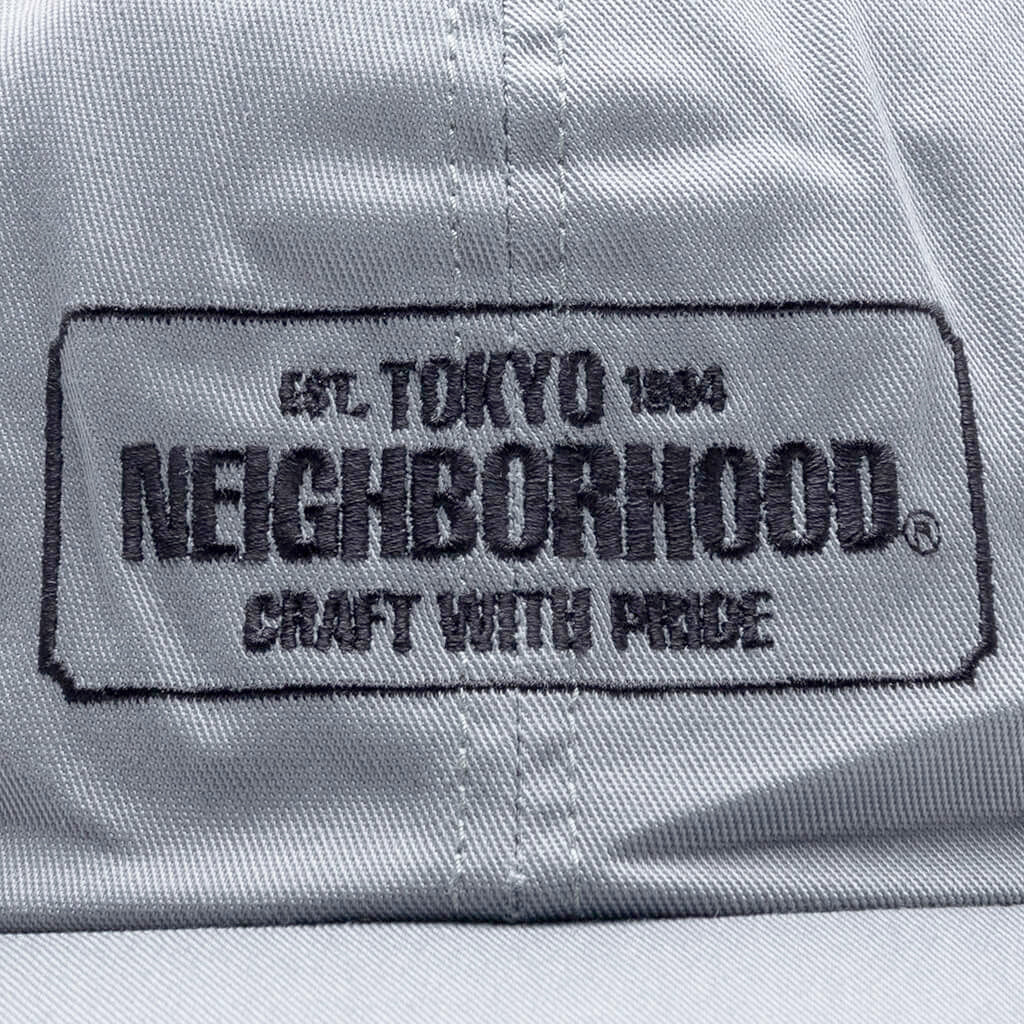 EST. TOKYO 1994
NEIGHBORHOOD®
CRAFT WITH PRIDE